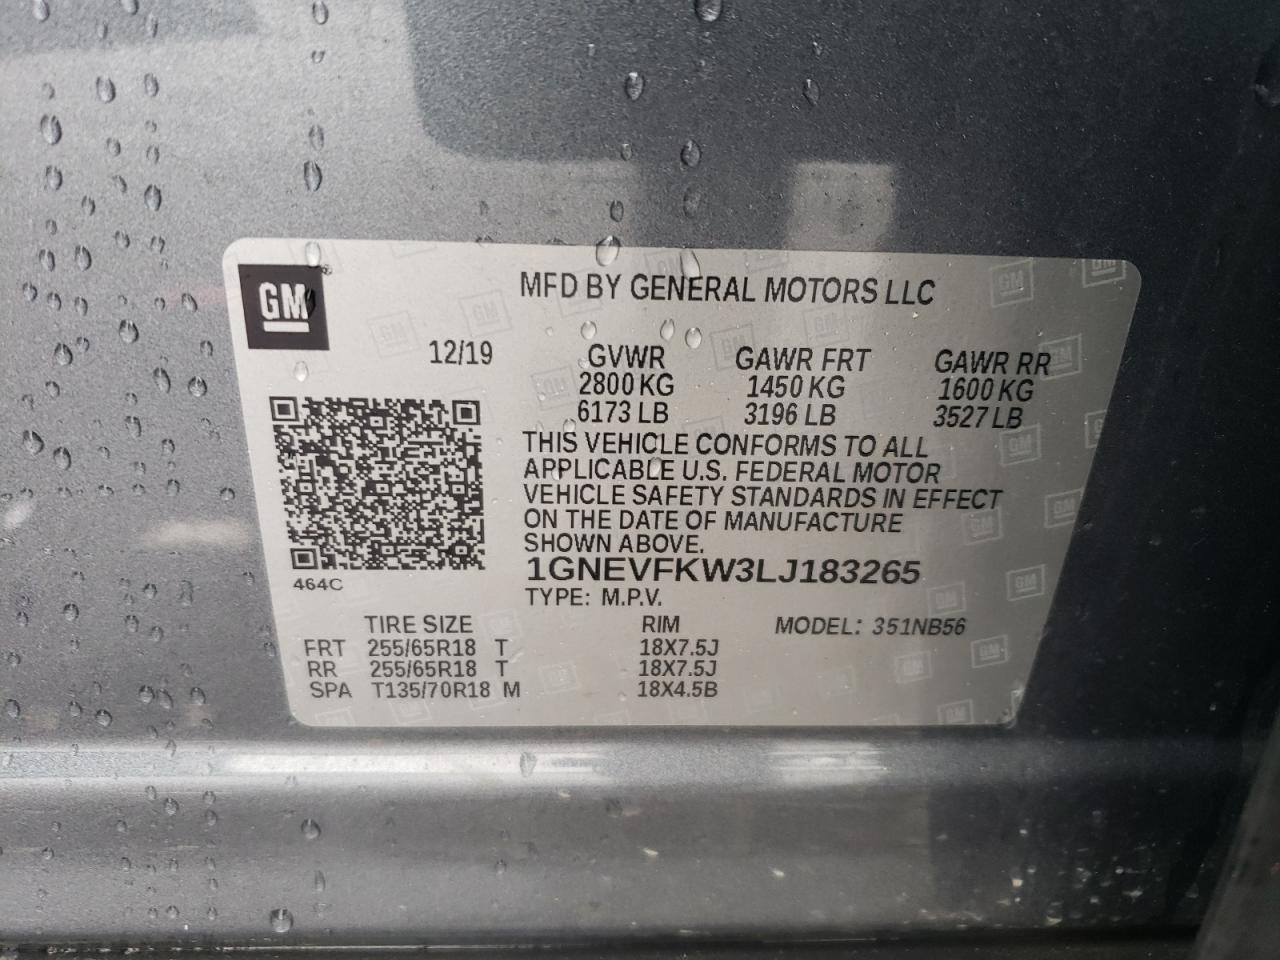 GM
MFD BY GENERAL MOTORS LLC
12/19 GVWR GAWR FRT GAWR RR
2800 KG 1450 KG 1600 KG
6173 LB 3196 LB 3527 LB
THIS VEHICLE CONFORMS TO ALL
APPLICABLE U.S. FEDERAL MOTOR
VEHICLE SAFETY STANDARDS IN EFFECT
ON THE DATE OF MANUFACTURE
SHOWN ABOVE.
464C
1GNEVFKW3LJ183265
TYPE: M.P.V.
TIRE SIZE RIM MODEL: 351NB56
FRT 255/65R18 T 18X7.5J
RR 255/65R18 T 18X7.5J
SPA T135/70R18 M 18X4.5B